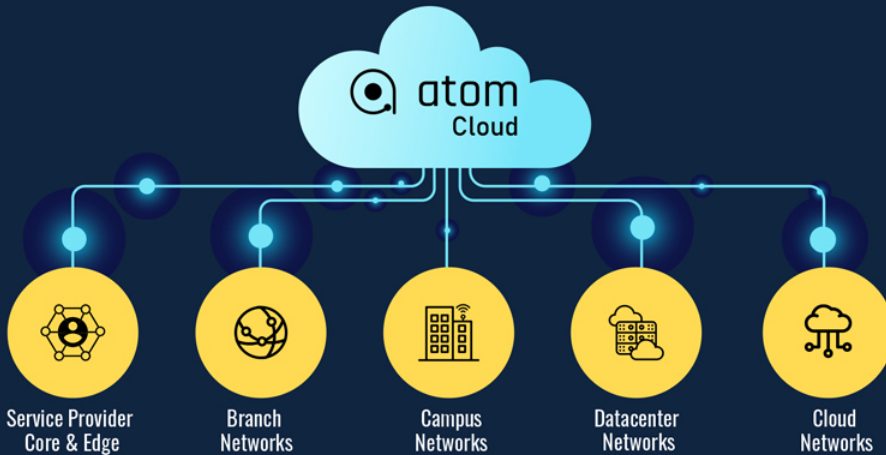 atom
Cloud
Service Provider
Core & Edge
Branch
Networks
Campus
Networks
Datacenter
Networks
Cloud
Networks